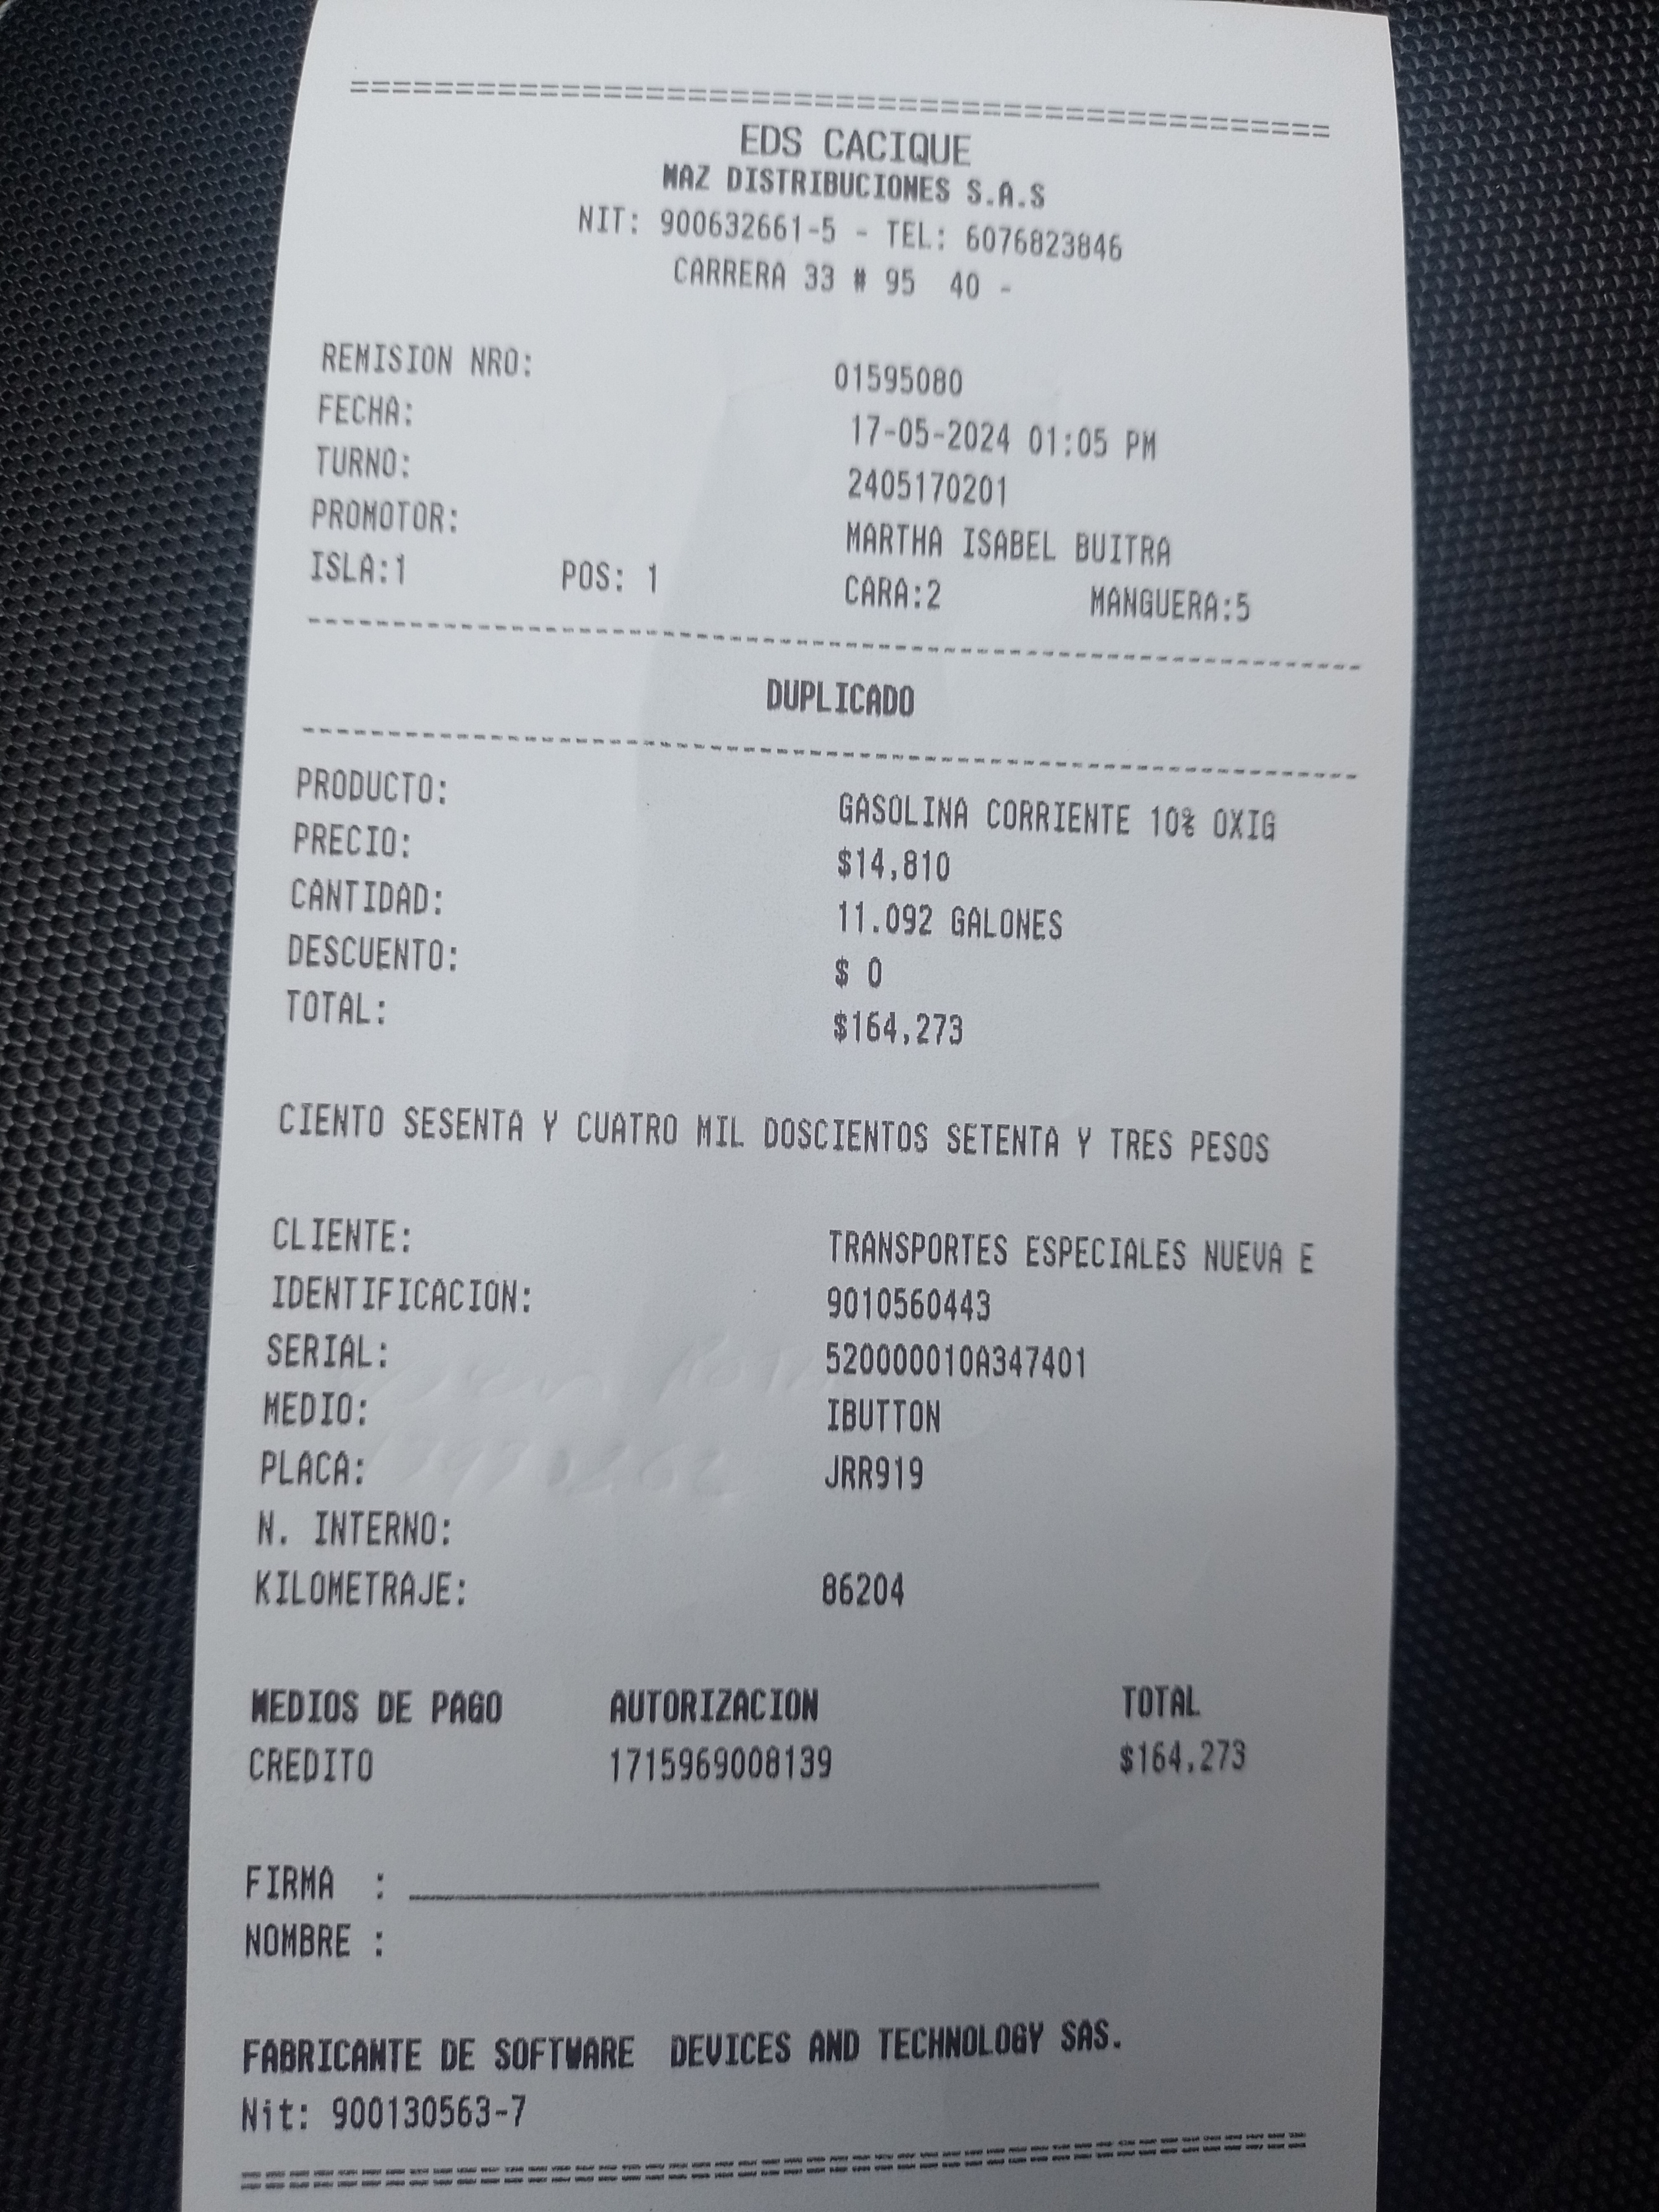 ========================================
EDS CACIQUE
MAZ DISTRIBUCIONES S.A.S
NIT: 900632661-5 - TEL: 6076823846
CARRERA 33 # 95 40 -
REMISION NRO: 01595080
FECHA: 17-05-2024 01:05 PM
TURNO: 2405170201
PROMOTOR: MARTHA ISABEL BUITRA
ISLA:1 POS: 1 CARA:2 MANGUERA:5
DUPLICADO
PRODUCTO: GASOLINA CORRIENTE 10% OXIG
PRECIO: $14,810
CANTIDAD: 11.092 GALONES
DESCUENTO: $ 0
TOTAL: $164,273
CIENTO SESENTA Y CUATRO MIL DOSCIENTOS SETENTA Y TRES PESOS
CLIENTE: TRANSPORTES ESPECIALES NUEVA E
IDENTIFICACION: 9010560443
SERIAL: 520000010A347401
MEDIO: IBUTTON
PLACA: JRR919
N. INTERNO:
KILOMETRAJE: 86204
MEDIOS DE PAGO AUTORIZACION TOTAL
CREDITO 1715969008139 $164,273
FIRMA :
NOMBRE :
FABRICANTE DE SOFTWARE DEVICES AND TECHNOLOGY SAS.
Nit: 900130563-7